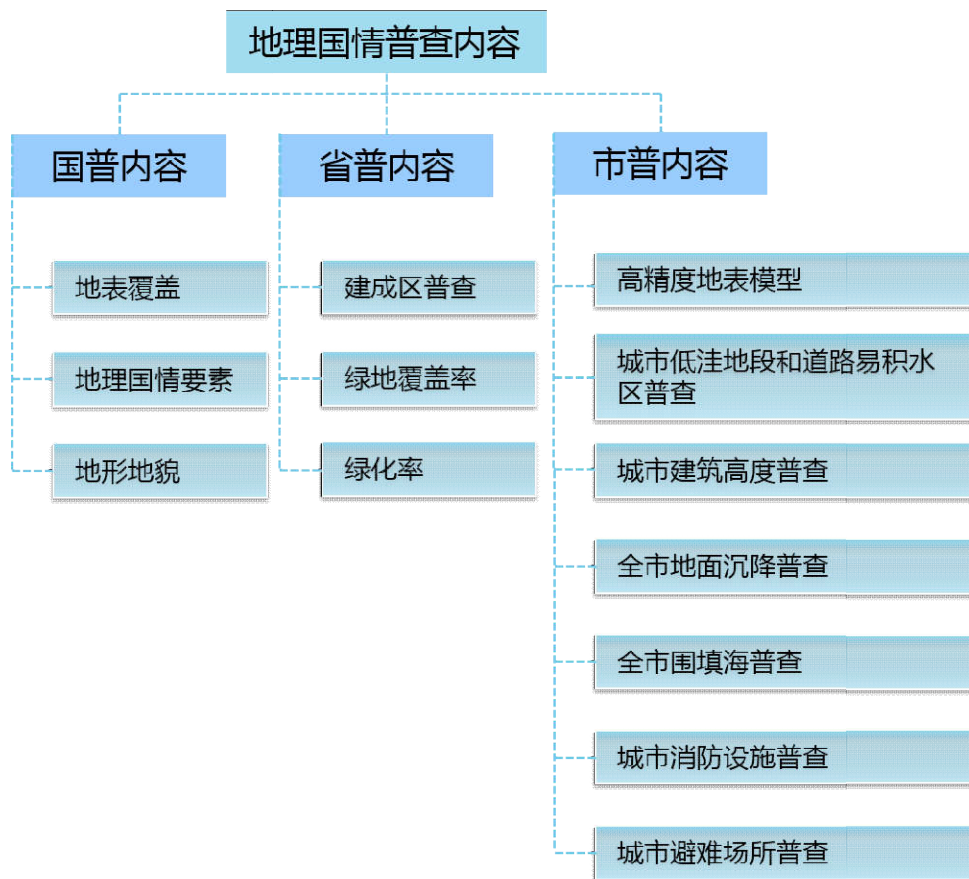 地理国情普查内容
国普内容
省普内容
市普内容
地表覆盖
地理国情要素
地形地貌
建成区普查
绿地覆盖率
绿化率
高精度地表模型
城市低洼地段和道路易积水
区普查
城市建筑高度普查
全市地面沉降普查
全市围填海普查
城市消防设施普查
城市避难场所普查